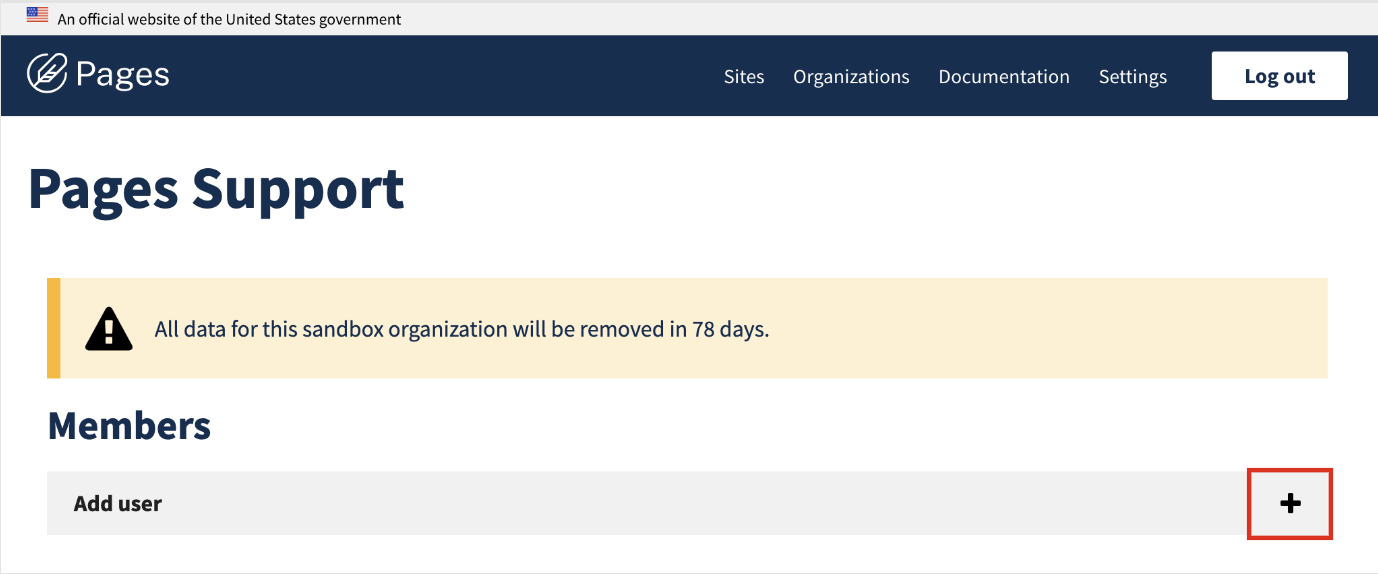 An official website of the United States government
Pages
Sites Organizations Documentation Settings Log out
Pages Support
All data for this sandbox organization will be removed in 78 days.
Members
Add user